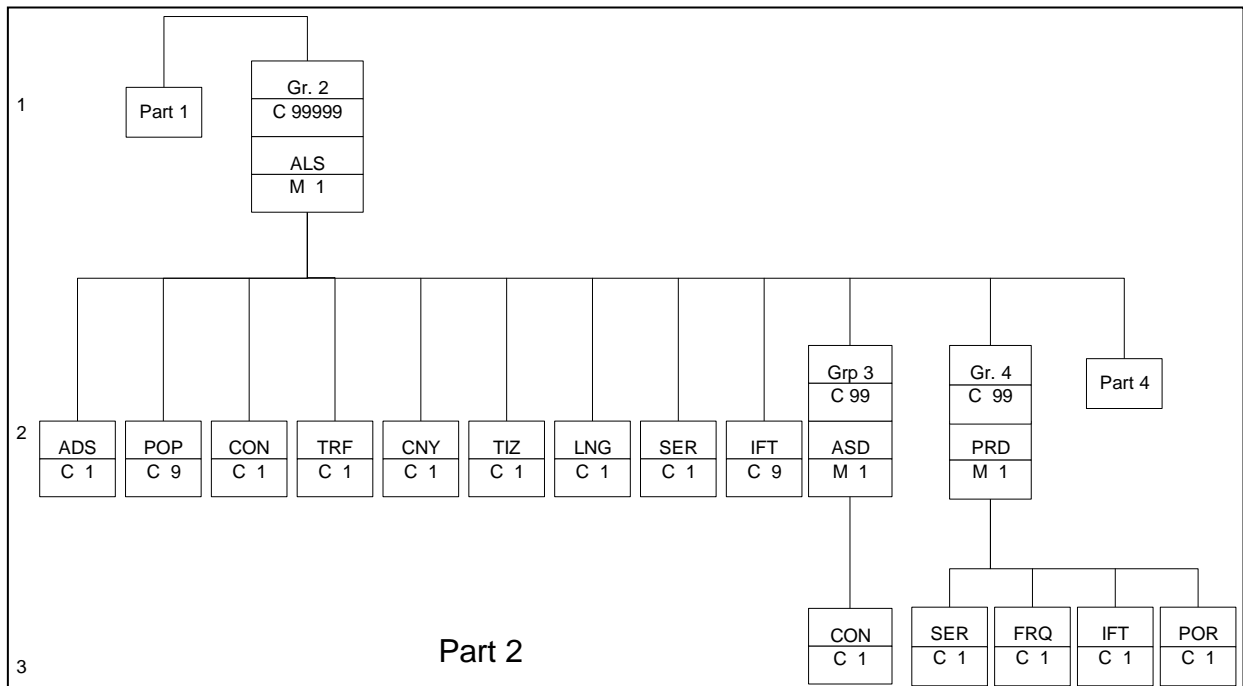 1
Part 1
Gr. 2
C 99999
ALS
M 1
2
ADS
C 1
POP
C 9
CON
C 1
TRF
C 1
CNY
C 1
TIZ
C 1
LNG
C 1
SER
C 1
IFT
C 9
Grp 3
C 99
ASD
M 1
Gr. 4
C 99
PRD
M 1
Part 4
3
Part 2
CON
C 1
SER
C 1
FRQ
C 1
IFT
C 1
POR
C 1